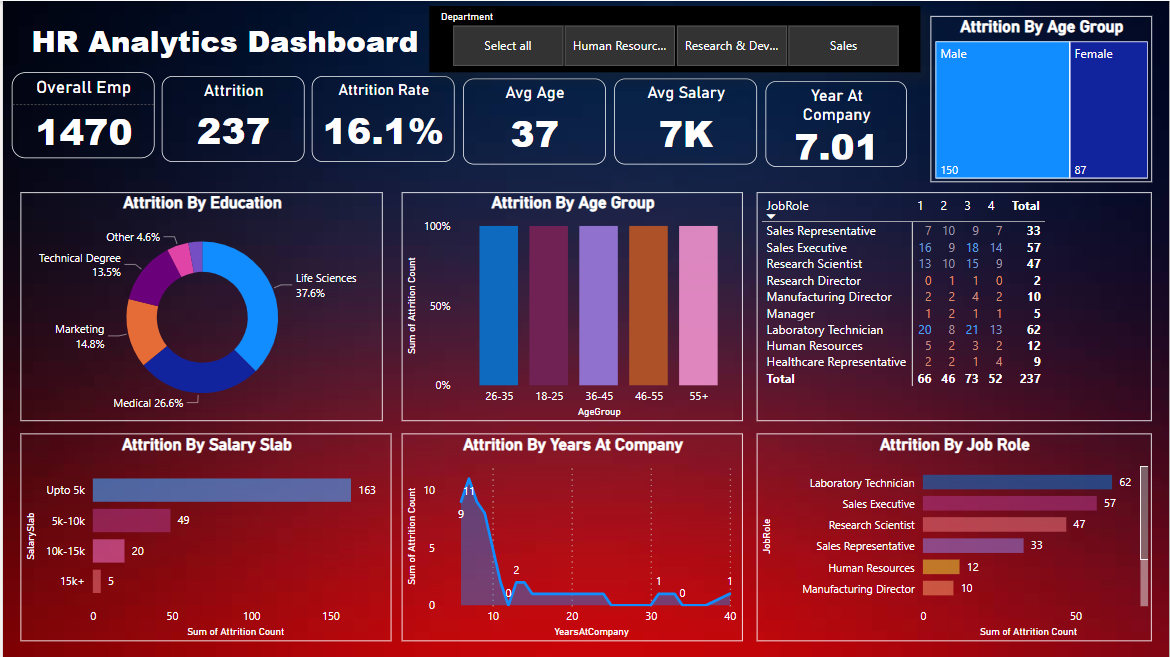 HR Analytics Dashboard
Department
Select all
Human Resourc...
Research & Dev...
Sales
Overall Emp
1470
Attrition
237
Attrition Rate
16.1%
Avg Age
37
Avg Salary
7K
Year At
Company
7.01
Attrition By Age Group
Male
Female
150
87
Attrition By Education
Other 4.6%
Technical Degree
13.5%
Life Sciences
37.6%
Marketing
14.8%
Medical 26.6%
Attrition By Age Group
Sum of Attrition Count
100%
50%
0%
26-35 18-25 36-45 46-55 55+
AgeGroup
JobRole 1 2 3 4 Total
Sales Representative 7 10 9 7 33
Sales Executive 16 9 18 14 57
Research Scientist 13 10 15 9 47
Research Director 0 1 1 0 2
Manufacturing Director 2 2 4 2 10
Manager 1 2 1 1 5
Laboratory Technician 20 8 21 13 62
Human Resources 5 2 3 2 12
Healthcare Representative 2 2 1 4 9
Total 66 46 73 52 237
Attrition By Salary Slab
SalarySlab
Upto 5k 163
5k-10k 49
10k-15k 20
15k+ 5
0 50 100 150
Sum of Attrition Count
Attrition By Years At Company
Sum of Attrition Count
10
5
0
11
9
2
0
1
0
1
10 20 30 40
YearsAtCompany
Attrition By Job Role
JobRole
Laboratory Technician 62
Sales Executive 57
Research Scientist 47
Sales Representative 33
Human Resources 12
Manufacturing Director 10
0 50
Sum of Attrition Count